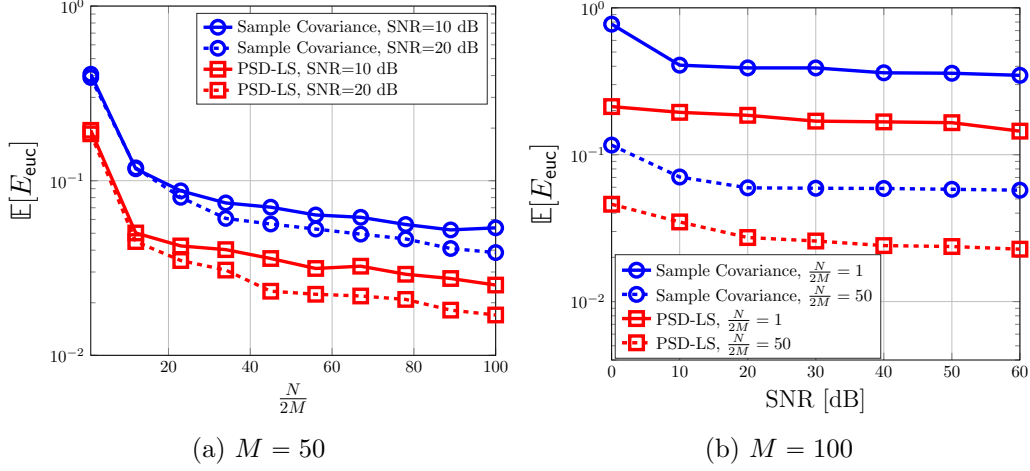 10^0
10^{-1}
10^{-2}
𝔼[E_euc]
Sample Covariance, SNR=10 dB
Sample Covariance, SNR=20 dB
PSD-LS, SNR=10 dB
PSD-LS, SNR=20 dB
20 40 60 80 100
N/2M
(a) M = 50
10^0
10^{-1}
10^{-2}
𝔼[E_euc]
Sample Covariance, N/2M = 1
Sample Covariance, N/2M = 50
PSD-LS, N/2M = 1
PSD-LS, N/2M = 50
0 10 20 30 40 50 60
SNR [dB]
(b) M = 100